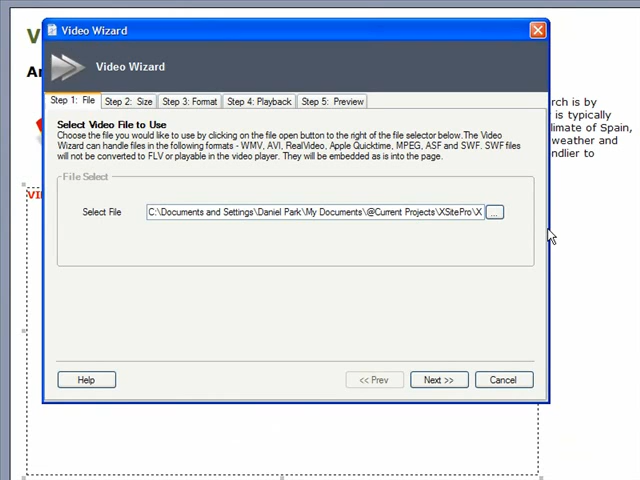 V
Video Wizard
Ar
Video Wizard
Step 1: File
Step 2: Size
Step 3: Format
Step 4: Playback
Step 5: Preview
rch is by
is typically
limate of Spain,
weather and
ndlier to
Select Video File to Use
Choose the file you would like to use by clicking on the file open button to the right of the file selector below.The Video
Wizard can handle files in the following formats - WMV, AVI, RealVideo, Apple Quicktime, MPEG, ASF and SWF. SWF files
will not be converted to FLV or playable in the video player. They will be embedded as is into the page.
File Select
VI
Select File
C:\Documents and Settings\Daniel Park\My Documents\@Current Projects\XSitePro\X
...
Help
<< Prev
Next >>
Cancel